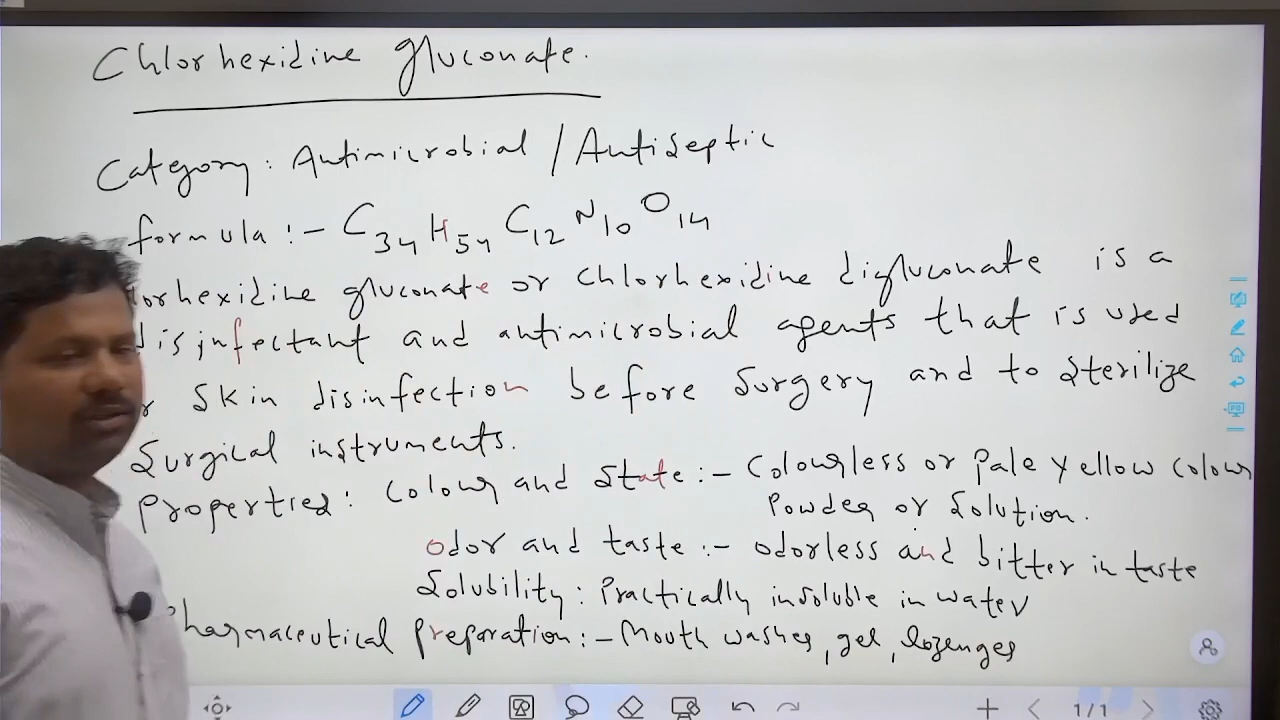 Chlorhexidine gluconate.
Category: Antimicrobial / Antiseptic
formula :- C34 H54 C12 N10 O14
lorhexidine gluconate or chlorhexidine digluconate is a
disinfectant and antimicrobial agents that is used
r skin disinfection before surgery and to sterilize
Surgical instruments.
Properties: Colour and State :- Colourless or Pale Yellow Colour
Powder or Solution.
Odor and taste :- odorless and bitter in taste
Solubility: Practically insoluble in water
Pharmaceutical preparation :- Mouth washes, gel, lozenges
1/1